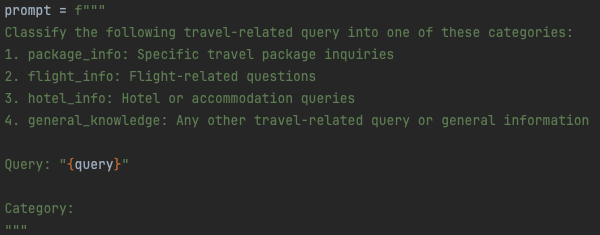 prompt = f"""
Classify the following travel-related query into one of these categories:
1. package_info: Specific travel package inquiries
2. flight_info: Flight-related questions
3. hotel_info: Hotel or accommodation queries
4. general_knowledge: Any other travel-related query or general information
Query: "{query}"
Category:
"""